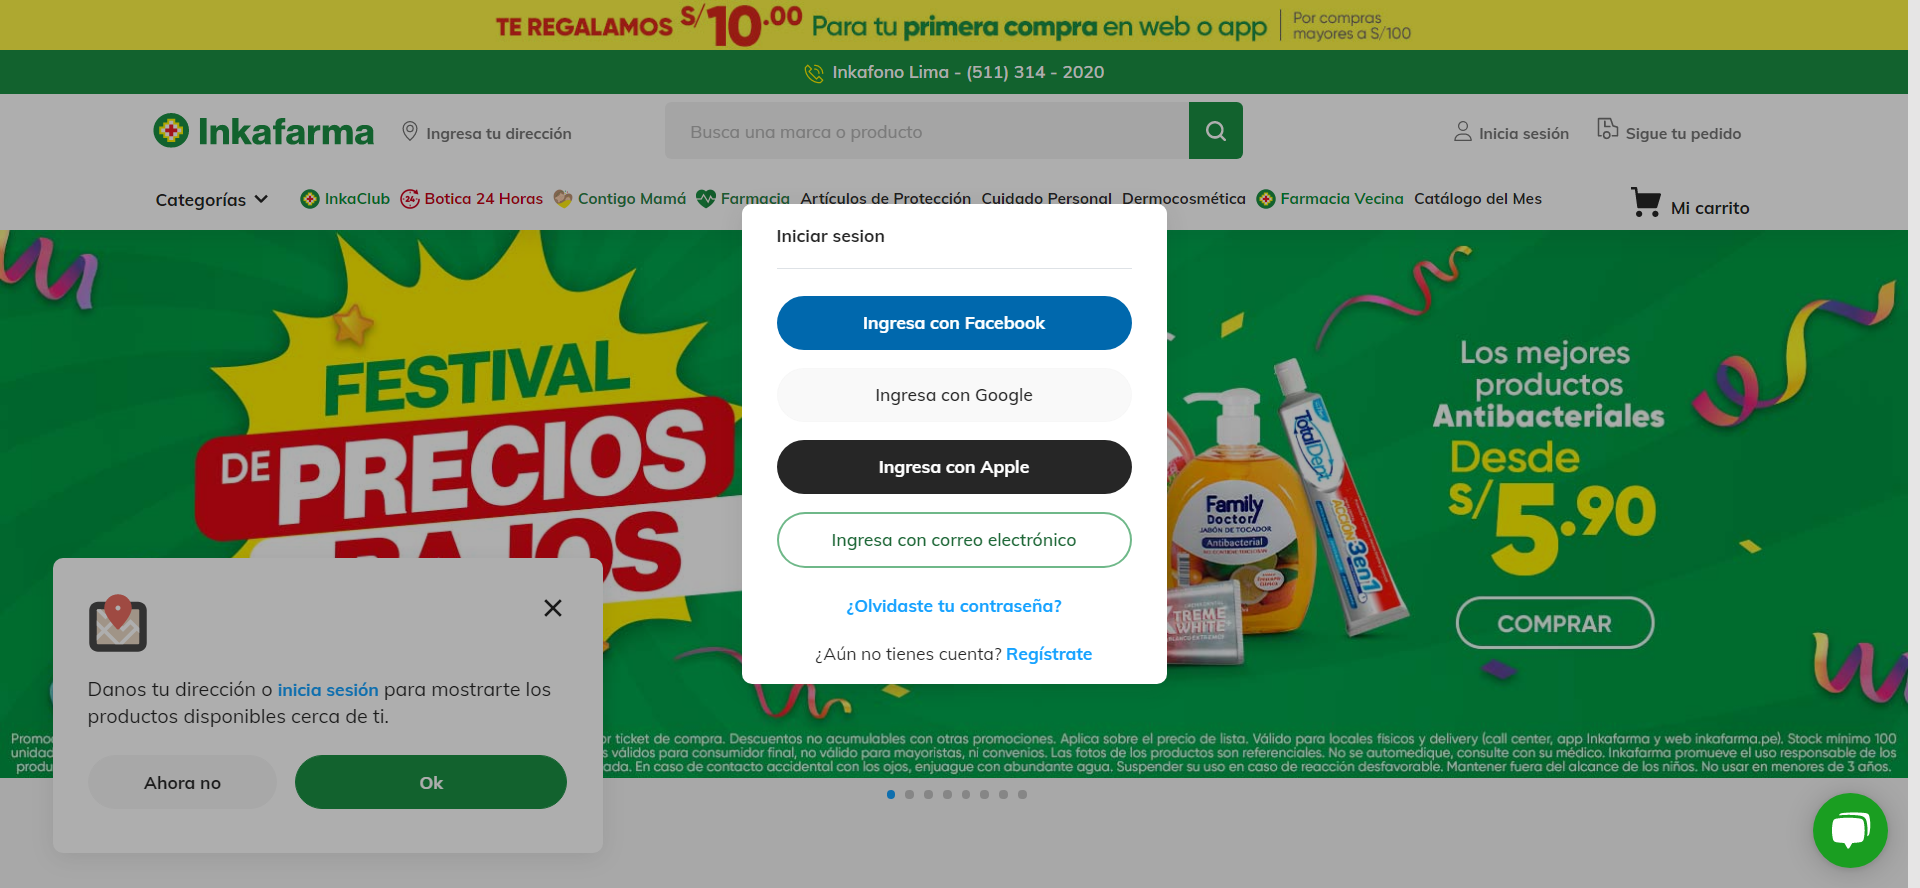 TE REGALAMOS S/10.00 Para tu primera compra en web o app Por compras mayores a S/100
Inkafono Lima - (511) 314 - 2020
Inkafarma
Ingresa tu dirección
Busca una marca o producto
Inicia sesión
Sigue tu pedido
Categorías
InkaClub
Botica 24 Horas
Contigo Mamá
Farmacia
Artículos de Protección
Cuidado Personal
Dermocosmética
Farmacia Vecina
Catálogo del Mes
Mi carrito
FESTIVAL
DE PRECIOS
BAJOS
Iniciar sesion
Ingresa con Facebook
Ingresa con Google
Ingresa con Apple
Ingresa con correo electrónico
¿Olvidaste tu contraseña?
¿Aún no tienes cuenta? Regístrate
Family
Doctor
JABÓN DE TOCADOR
Antibacterial
TotalDent
ACCIÓN 3en1
XTREME
WHITE
Los mejores
productos
Antibacteriales
Desde
S/5.90
COMPRAR
Danos tu dirección o inicia sesión para mostrarte los
productos disponibles cerca de ti.
Ahora no
Ok
Promo
r ticket de compra. Descuentos no acumulables con otras promociones. Aplica sobre el precio de lista. Válido para locales físicos y delivery (call center, app Inkafarma y web inkafarma.pe). Stock mínimo 100
unidad
s válidos para consumidor final, no válido para mayoristas, ni convenios. Las fotos de los productos son referenciales. No se automedique, consulte con su médico. Inkafarma promueve el uso responsable de los
produ
ada. En caso de contacto accidental con los ojos, enjuague con abundante agua. Suspender su uso en caso de reacción desfavorable. Mantener fuera del alcance de los niños. No usar en menores de 3 años.